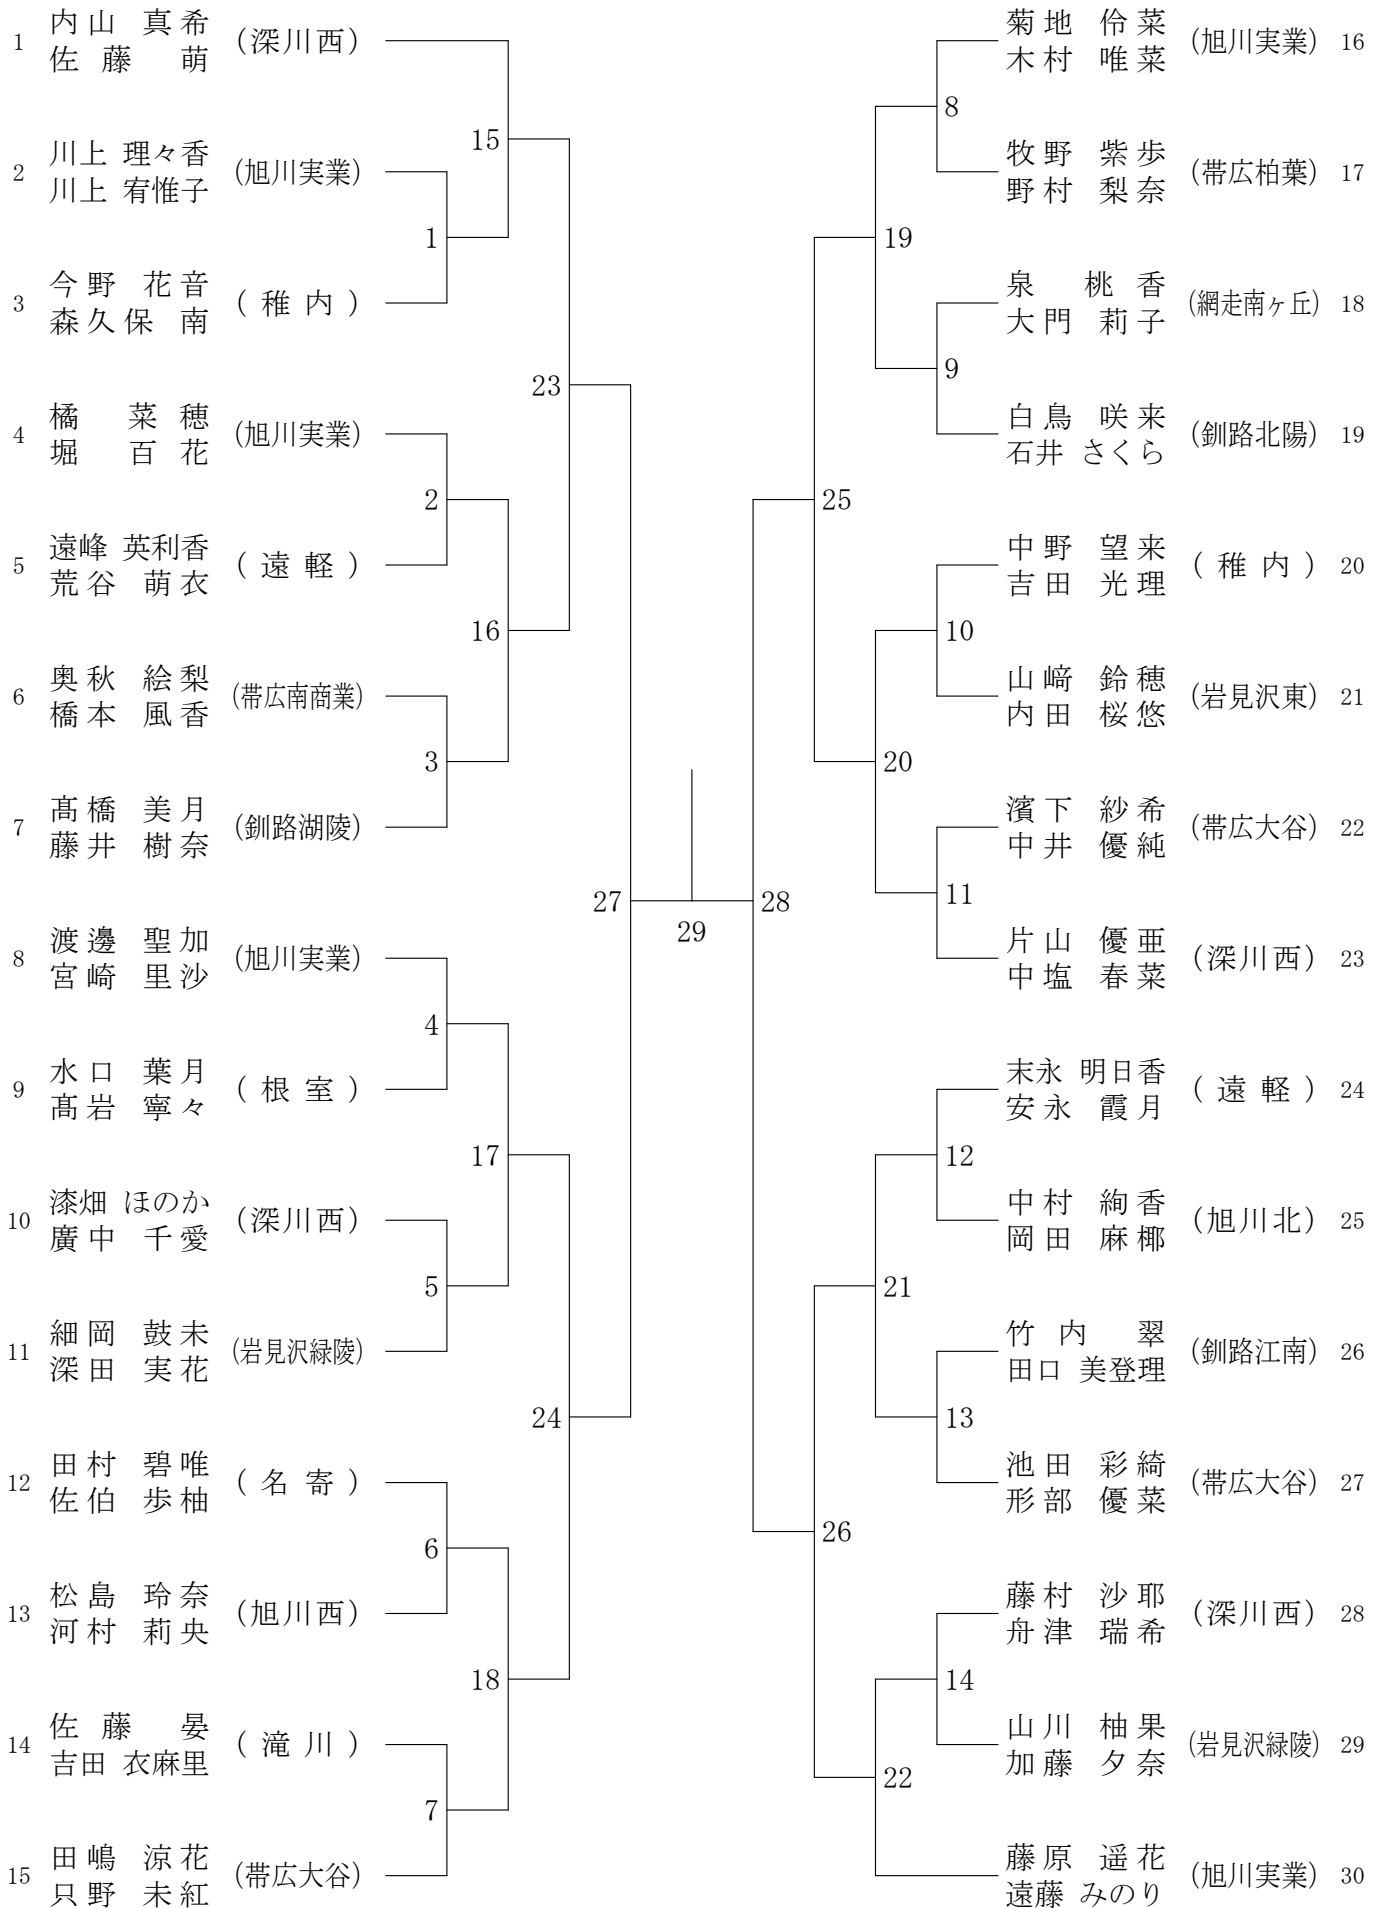 1 内山 真希 (深川西)
佐藤 萌
2 川上 理々香 (旭川実業)
川上 宥惟子
3 今野 花音 (稚内)
森久保 南
4 橘 菜穂 (旭川実業)
堀 百花
5 遠峰 英利香 (遠軽)
荒谷 萌衣
6 奥秋 絵梨 (帯広南商業)
橋本 風香
7 髙橋 美月 (釧路湖陵)
藤井 樹奈
8 渡邊 聖加 (旭川実業)
宮崎 里沙
9 水口 葉月 (根室)
髙岩 寧々
10 漆畑 ほのか (深川西)
廣中 千愛
11 細岡 鼓未 (岩見沢緑陵)
深田 実花
12 田村 碧唯 (名寄)
佐伯 歩柚
13 松島 玲奈 (旭川西)
河村 莉央
14 佐藤 晏 (滝川)
吉田 衣麻里
15 田嶋 涼花 (帯広大谷)
只野 未紅
1
2
3
4
5
6
7
15
16
17
18
23
24
27
29
28
25
26
19
20
21
22
8
9
10
11
12
13
14
菊地 伶菜 (旭川実業) 16
木村 唯菜
牧野 紫歩 (帯広柏葉) 17
野村 梨奈
泉 桃香 (網走南ヶ丘) 18
大門 莉子
白鳥 咲来 (釧路北陽) 19
石井 さくら
中野 望来 (稚内) 20
吉田 光理
山﨑 鈴穂 (岩見沢東) 21
内田 桜悠
濱下 紗希 (帯広大谷) 22
中井 優純
片山 優亜 (深川西) 23
中塩 春菜
末永 明日香 (遠軽) 24
安永 霞月
中村 絢香 (旭川北) 25
岡田 麻椰
竹内 翠 (釧路江南) 26
田口 美登理
池田 彩綺 (帯広大谷) 27
形部 優菜
藤村 沙耶 (深川西) 28
舟津 瑞希
山川 柚果 (岩見沢緑陵) 29
加藤 夕奈
藤原 遥花 (旭川実業) 30
遠藤 みのり